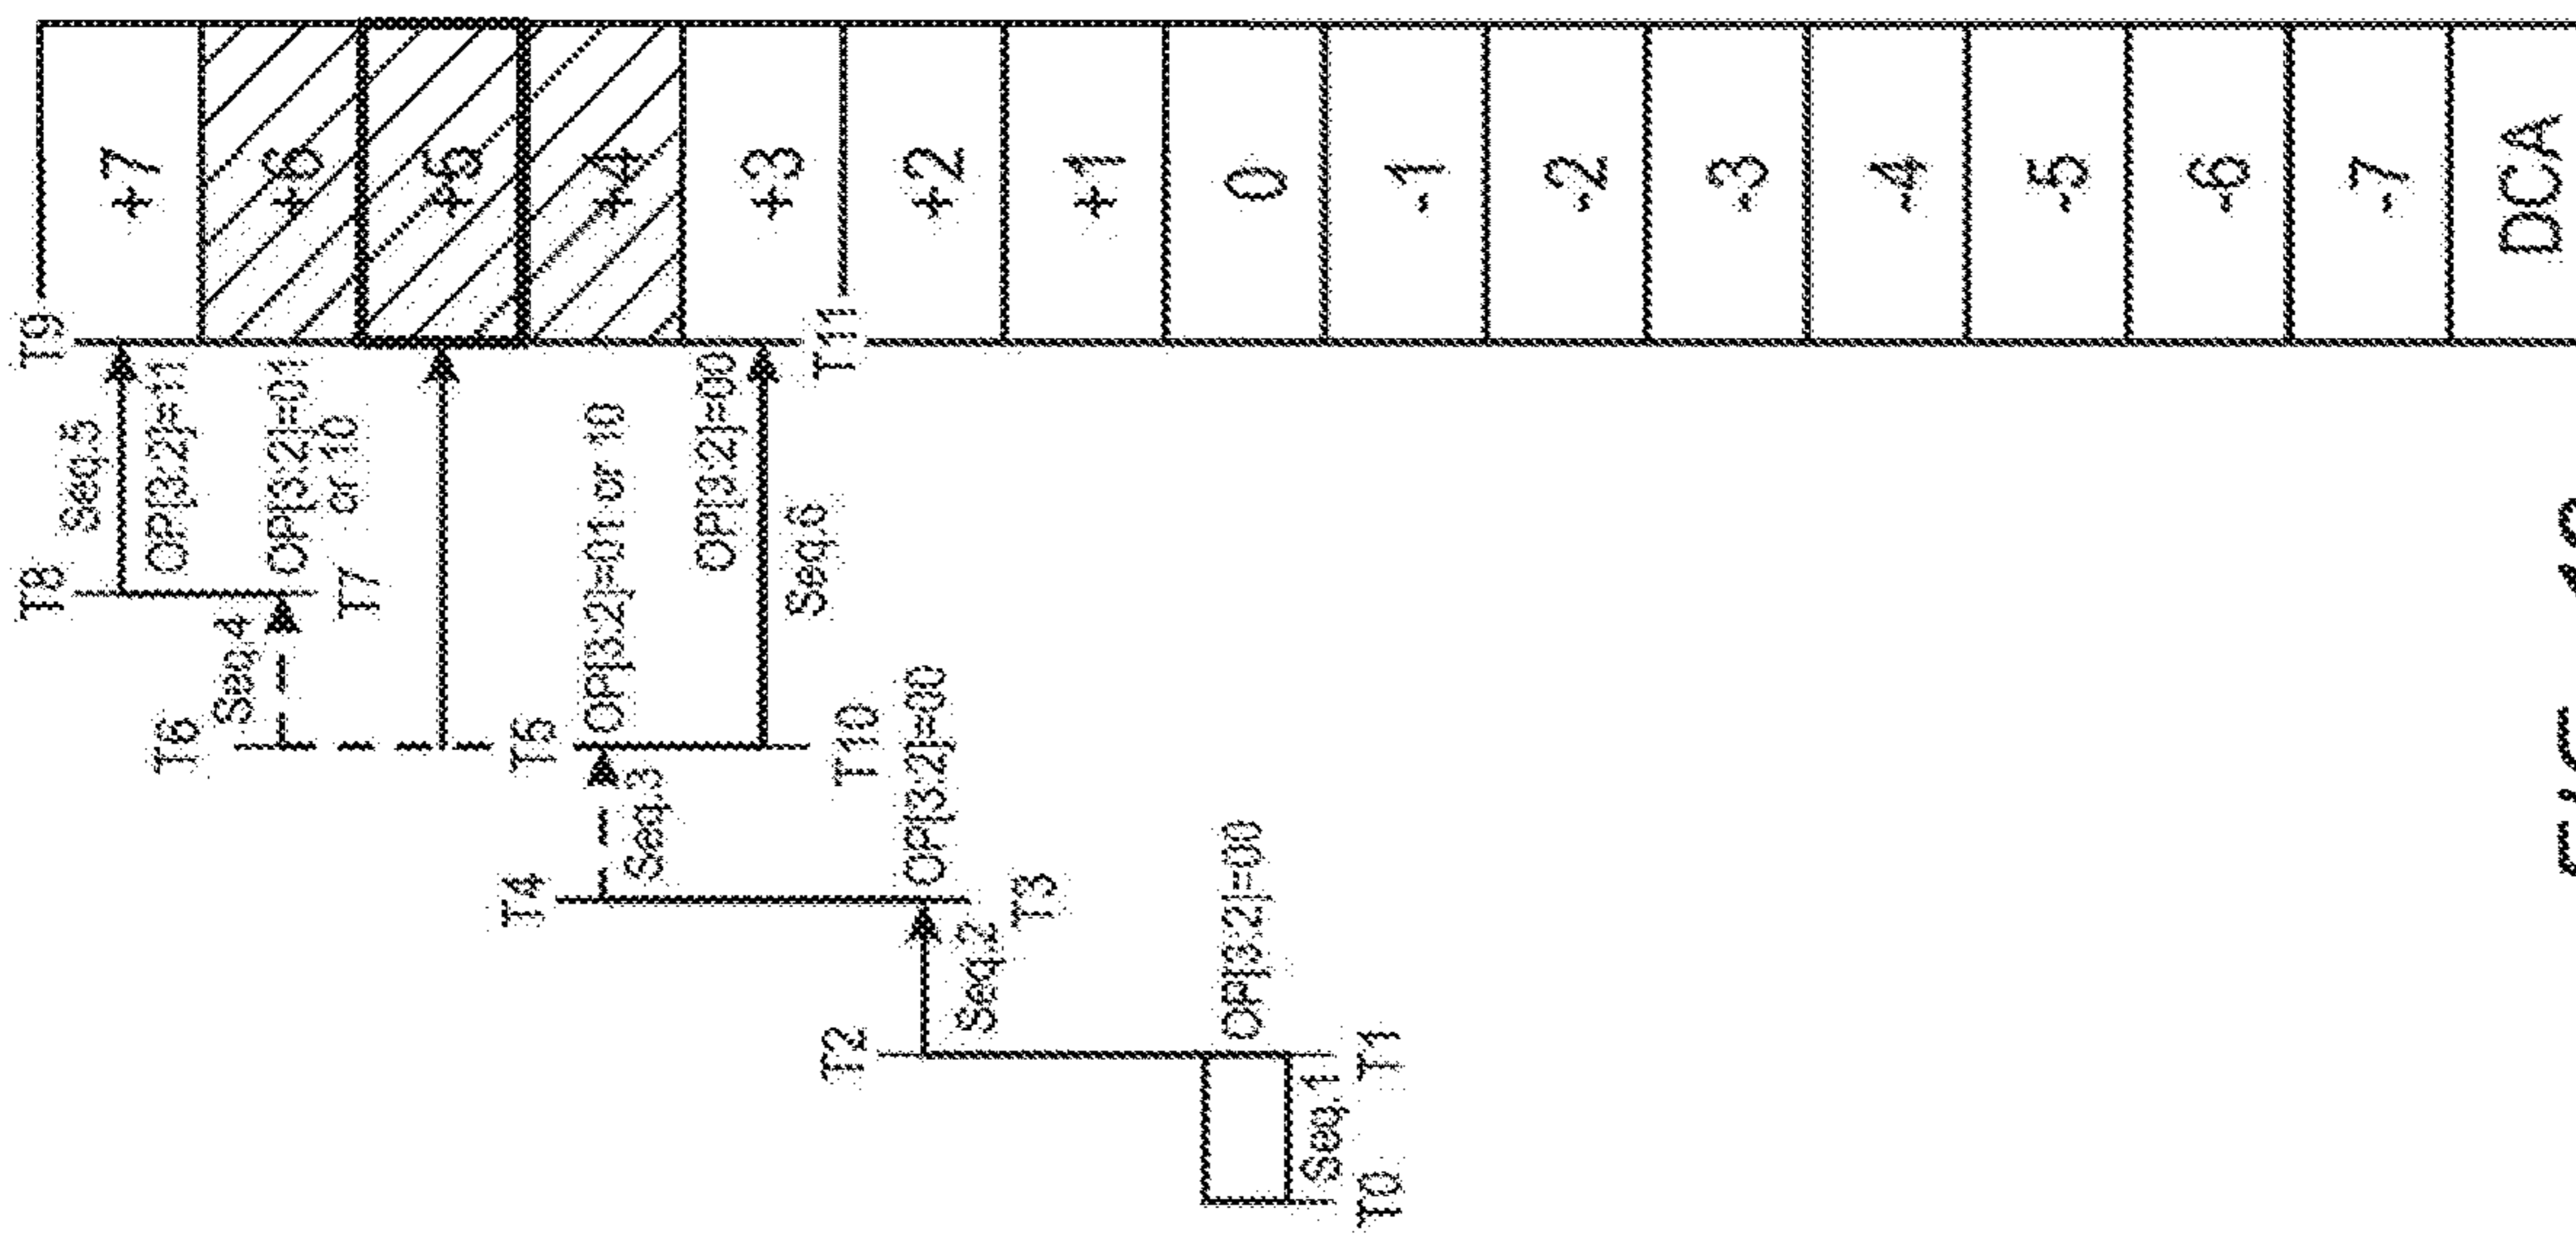 T9
+7
+6
+5
+4
+3
+2
+1
0
-1
-2
-3
-4
-5
-6
-7
DCA
T8
Seq.5
OP[3:2]=11
OP[3:2]=01
or 10
T7
T6
Seq.4
T5
OP[3:2]=01 or 10
OP[3:2]=00
Seq.6
T11
T10
T4
Seq.3
OP[3:2]=00
T3
T2
Seq.2
OP[3:2]=00
T0
Seq.1
T1